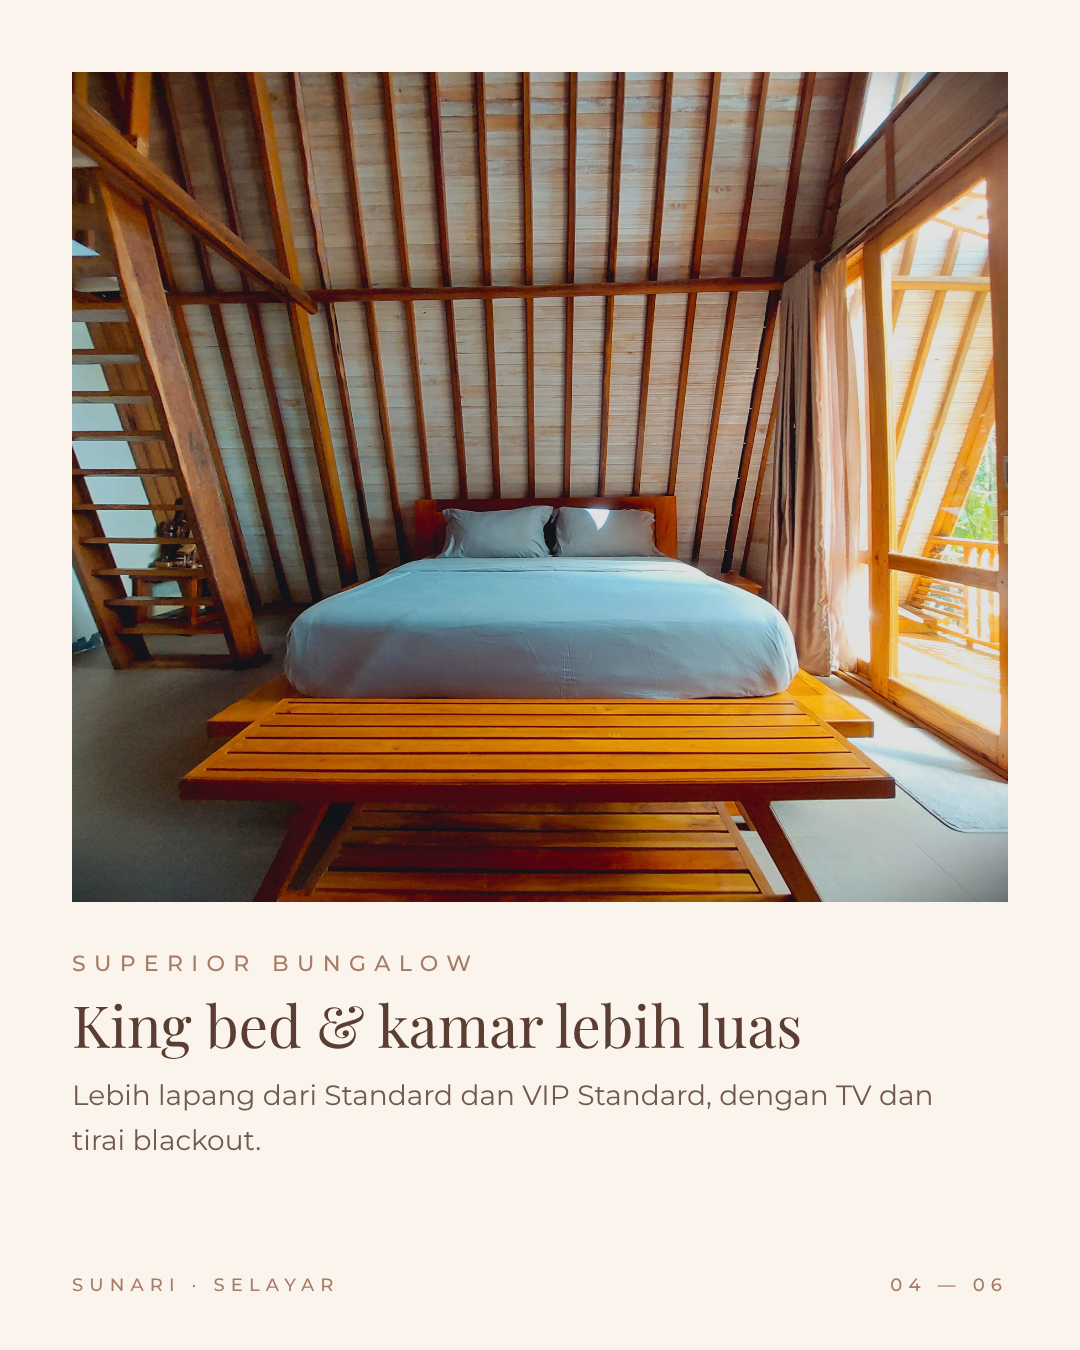 SUPERIOR BUNGALOW
King bed & kamar lebih luas
Lebih lapang dari Standard dan VIP Standard, dengan TV dan
tirai blackout.
SUNARI · SELAYAR
04 — 06